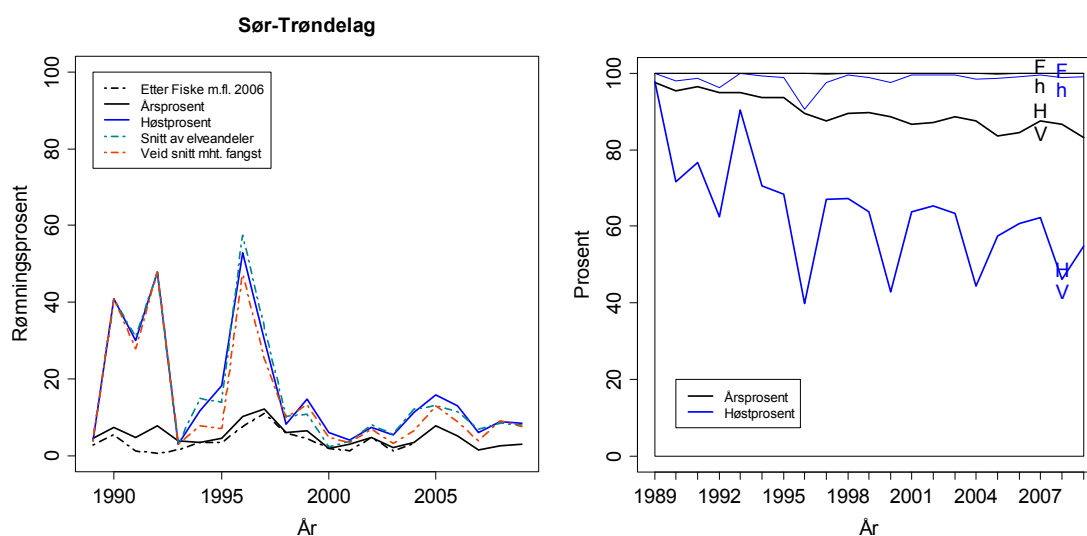 Sør-Trøndelag
Rømningsprosent
100
80
60
40
20
0
Etter Fiske m.fl. 2006
Årsprosent
Høstprosent
Snitt av elveandeler
Veid snitt mht. fangst
1990
1995
2000
2005
År
Prosent
100
80
60
40
20
0
F
h
F
h
H
V
H
V
Årsprosent
Høstprosent
1989
1992
1995
1998
2001
2004
2007
År